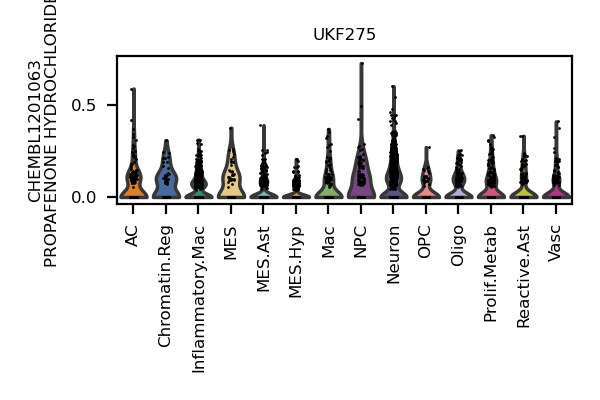 UKF275
CHEMBL1201063
PROPAFENONE HYDROCHLORIDE
0.5
0.0
AC
Chromatin.Reg
Inflammatory.Mac
MES
MES.Ast
MES.Hyp
Mac
NPC
Neuron
OPC
Oligo
Prolif.Metab
Reactive.Ast
Vasc